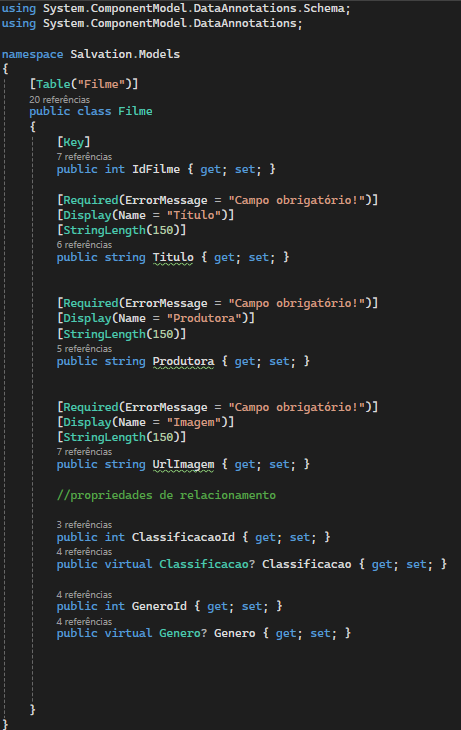 using System.ComponentModel.DataAnnotations.Schema;
using System.ComponentModel.DataAnnotations;
namespace Salvation.Models
{
[Table("Filme")]
20 referências
public class Filme
{
[Key]
7 referências
public int IdFilme { get; set; }
[Required(ErrorMessage = "Campo obrigatório!")]
[Display(Name = "Título")]
[StringLength(150)]
6 referências
public string Titulo { get; set; }
[Required(ErrorMessage = "Campo obrigatório!")]
[Display(Name = "Produtora")]
[StringLength(150)]
5 referências
public string Produtora { get; set; }
[Required(ErrorMessage = "Campo obrigatório!")]
[Display(Name = "Imagem")]
[StringLength(150)]
7 referências
public string UrlImagem { get; set; }
//propriedades de relacionamento
3 referências
public int ClassificacaoId { get; set; }
4 referências
public virtual Classificacao? Classificacao { get; set; }
4 referências
public int GeneroId { get; set; }
4 referências
public virtual Genero? Genero { get; set; }
}
}